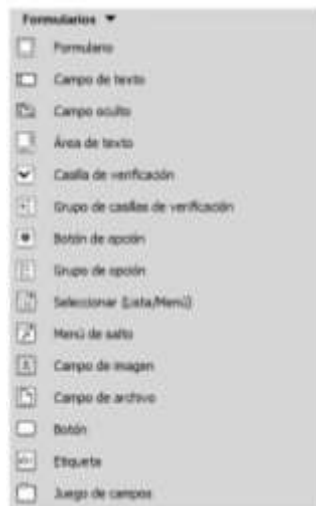 Formularios
Formulario
Campo de texto
Campo oculto
Área de texto
Casilla de verificación
Grupo de casillas de verificación
Botón de opción
Grupo de opción
Seleccionar (Lista/Menú)
Menú de salto
Campo de imagen
Campo de archivo
Botón
Etiqueta
Juego de campos